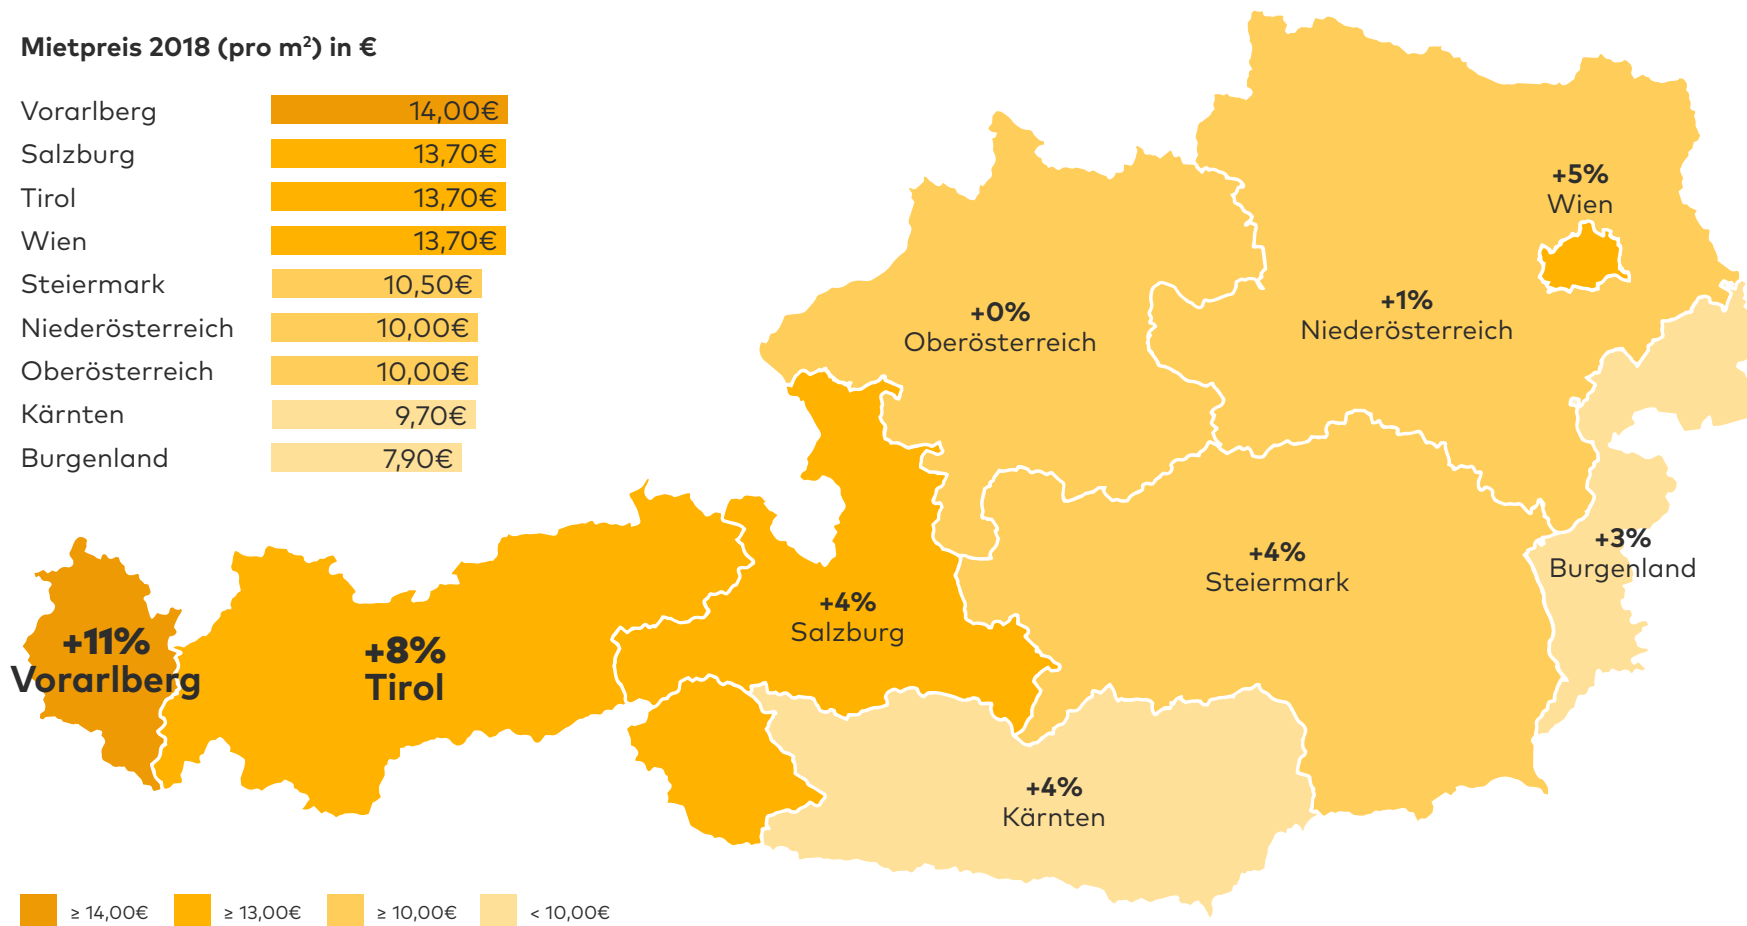 Mietpreis 2018 (pro m²) in €
Vorarlberg 14,00€
Salzburg 13,70€
Tirol 13,70€
Wien 13,70€
Steiermark 10,50€
Niederösterreich 10,00€
Oberösterreich 10,00€
Kärnten 9,70€
Burgenland 7,90€
+5%
Wien
+1%
Niederösterreich
+0%
Oberösterreich
+3%
Burgenland
+4%
Steiermark
+4%
Salzburg
+11%
Vorarlberg
+8%
Tirol
+4%
Kärnten
≥ 14,00€ ≥ 13,00€ ≥ 10,00€ < 10,00€